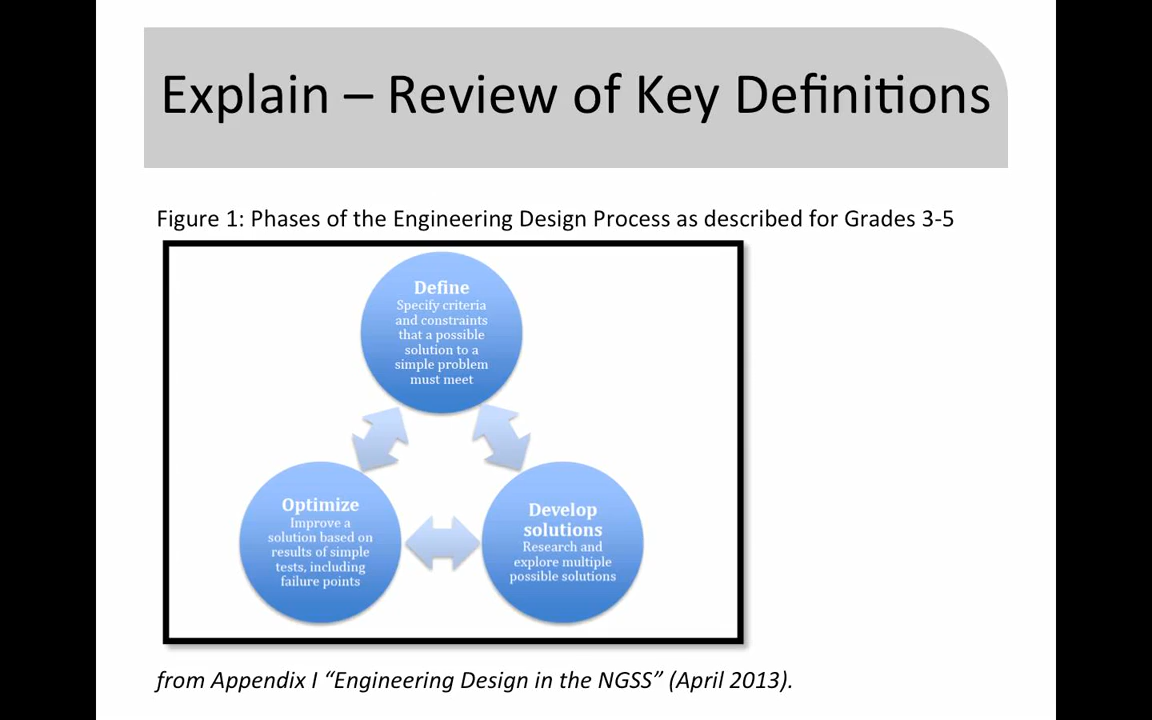 Explain – Review of Key Definitions
Figure 1: Phases of the Engineering Design Process as described for Grades 3-5
Define
Specify criteria
and constraints
that a possible
solution to a
simple problem
must meet
Optimize
Improve a
solution based on
results of simple
tests, including
failure points
Develop
solutions
Research and
explore multiple
possible solutions
from Appendix I “Engineering Design in the NGSS” (April 2013).